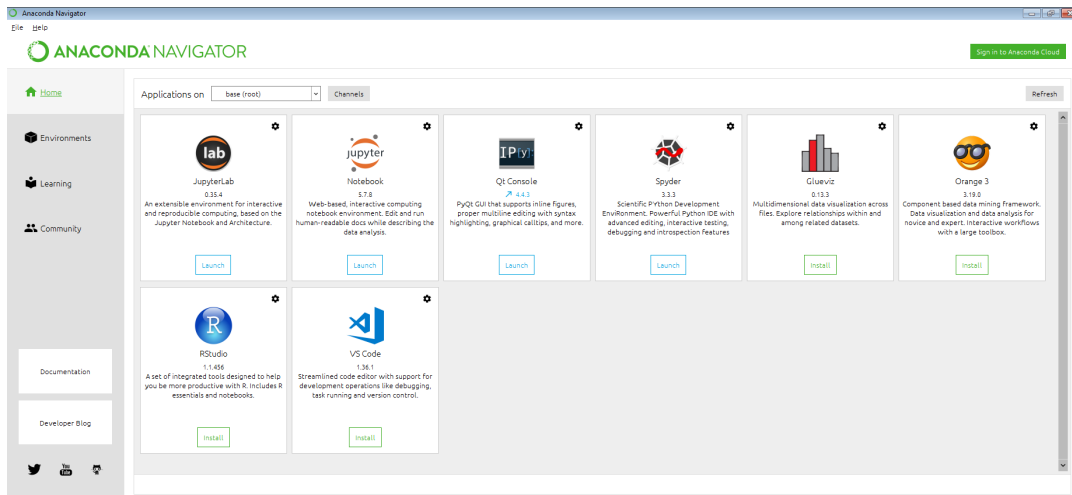 Anaconda Navigator
File Help
ANACONDA NAVIGATOR
Sign in to Anaconda Cloud
Home
Environments
Learning
Community
Documentation
Developer Blog
You
Tube
Applications on base (root) Channels Refresh
lab
JupyterLab
0.35.4
An extensible environment for interactive
and reproducible computing, based on the
Jupyter Notebook and Architecture.
Launch
jupyter
Notebook
5.7.8
Web-based, interactive computing
notebook environment. Edit and run
human-readable docs while describing the
data analysis.
Launch
IP[y]:
Qt Console
4.4.3
PyQt GUI that supports inline figures,
proper multiline editing with syntax
highlighting, graphical calltips, and more.
Launch
Spyder
3.3.3
Scientific PYthon Development
EnviRonment. Powerful Python IDE with
advanced editing, interactive testing,
debugging and introspection features
Launch
Glueviz
0.13.3
Multidimensional data visualization across
files. Explore relationships within and
among related datasets.
Install
Orange 3
3.19.0
Component based data mining framework.
Data visualization and data analysis for
novice and expert. Interactive workflows
with a large toolbox.
Install
R
RStudio
1.1.456
A set of integrated tools designed to help
you be more productive with R. Includes R
essentials and notebooks.
Install
VS Code
1.36.1
Streamlined code editor with support for
development operations like debugging,
task running and version control.
Install